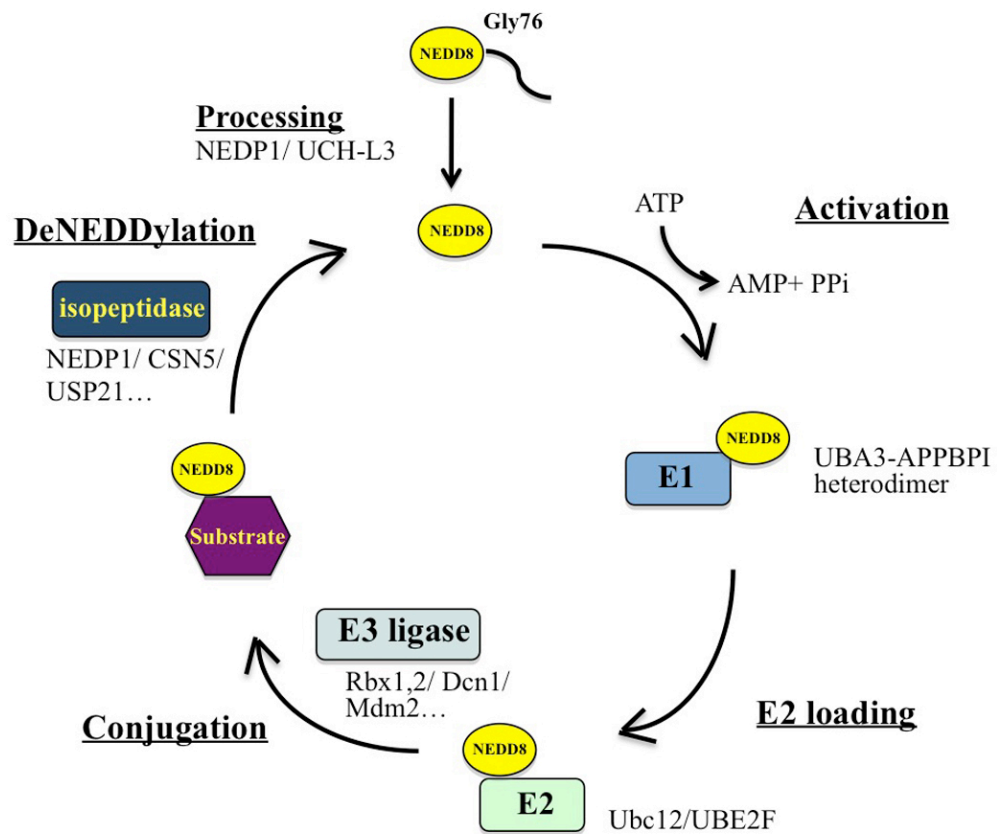 Gly76
NEDD8
Processing
NEDP1/ UCH-L3
NEDD8
ATP
Activation
AMP+ PPi
DeNEDDylation
isopeptidase
NEDP1/ CSN5/
USP21...
NEDD8
E1
UBA3-APPBPI
heterodimer
NEDD8
Substrate
E3 ligase
Rbx1,2/ Dcn1/
Mdm2...
Conjugation
E2 loading
NEDD8
E2
Ubc12/UBE2F